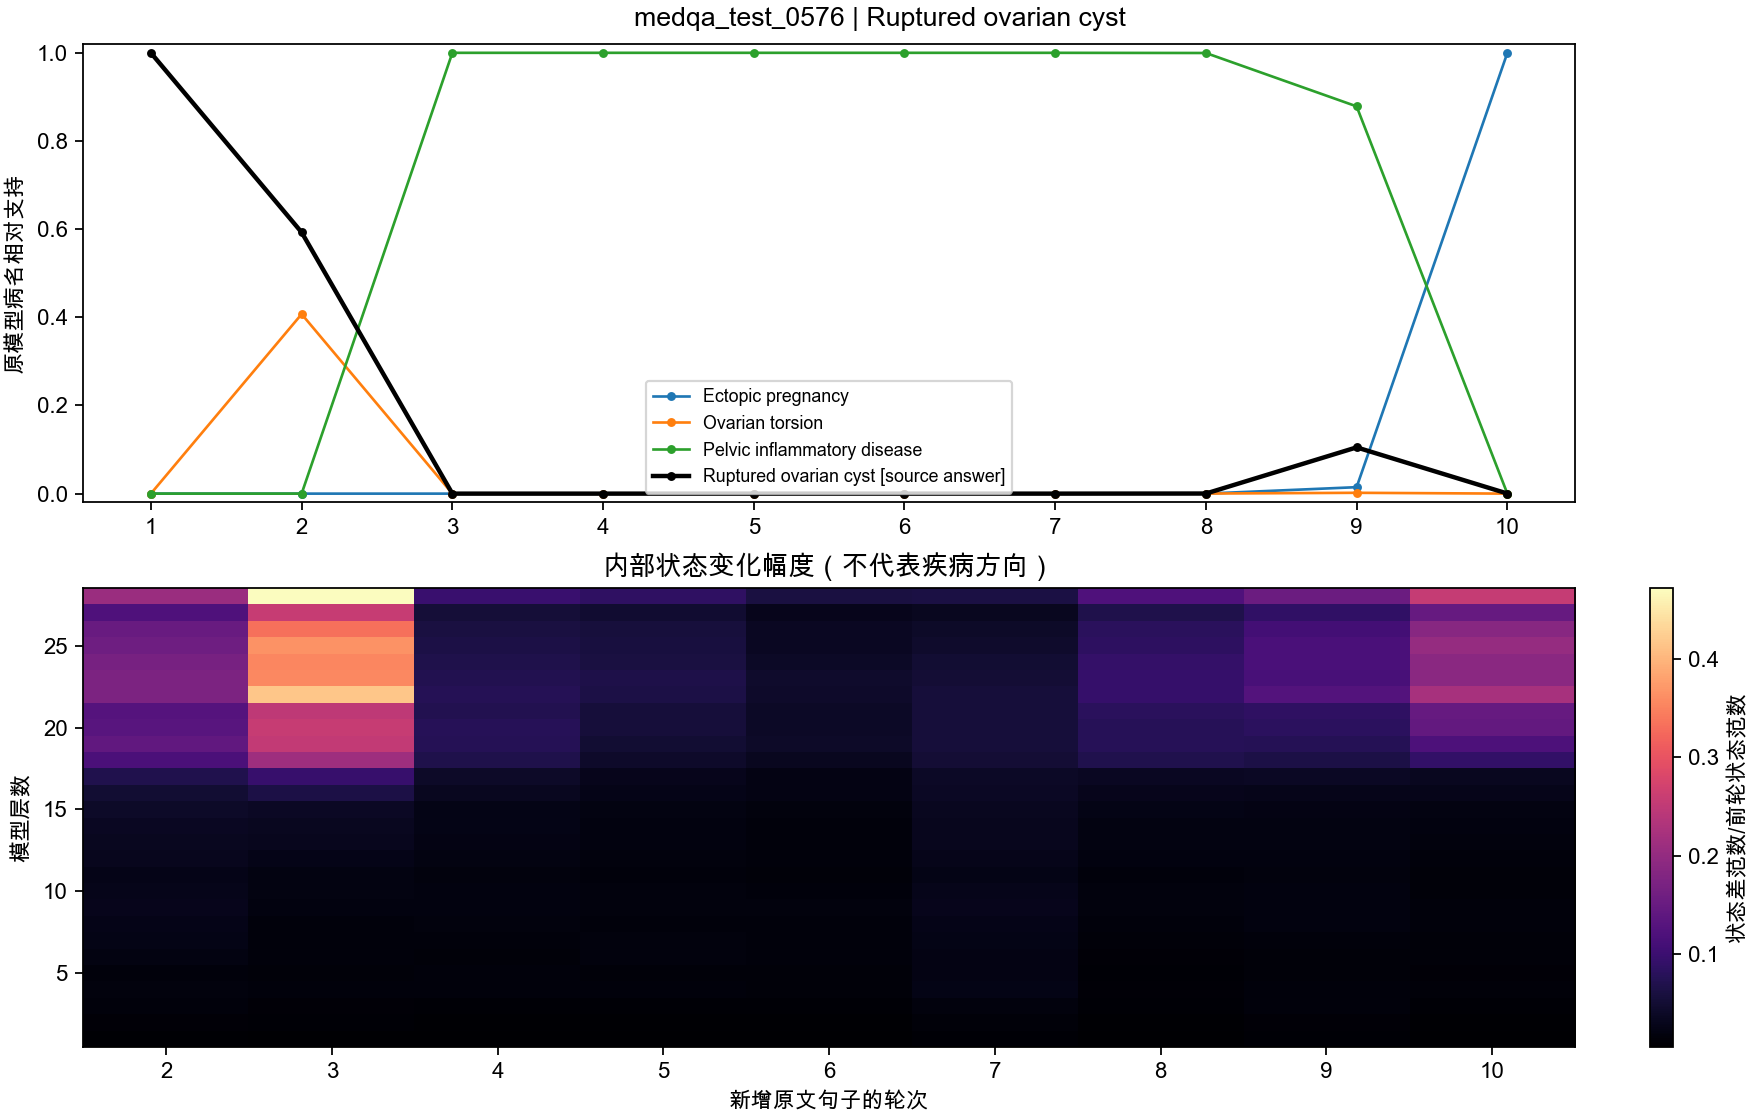 medqa_test_0576 | Ruptured ovarian cyst
1.0
0.8
0.6
0.4
0.2
0.0
原模型病名相对支持
Ectopic pregnancy
Ovarian torsion
Pelvic inflammatory disease
Ruptured ovarian cyst [source answer]
1 2 3 4 5 6 7 8 9 10
内部状态变化幅度（不代表疾病方向）
25
20
15
10
5
模型层数
2 3 4 5 6 7 8 9 10
新增原文句子的轮次
0.4
0.3
0.2
0.1
状态差范数/前轮状态范数